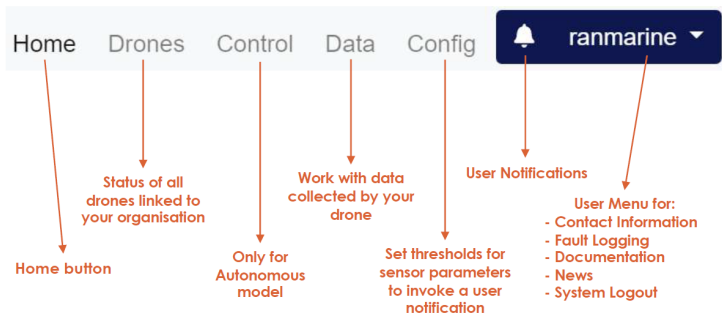 Home Drones Control Data Config ranmarine
Status of all
drones linked to
your organisation
Work with data
collected by your
drone
User Notifications
User Menu for:
- Contact Information
- Fault Logging
- Documentation
- News
- System Logout
Home button
Only for
Autonomous
model
Set thresholds for
sensor parameters
to invoke a user
notification